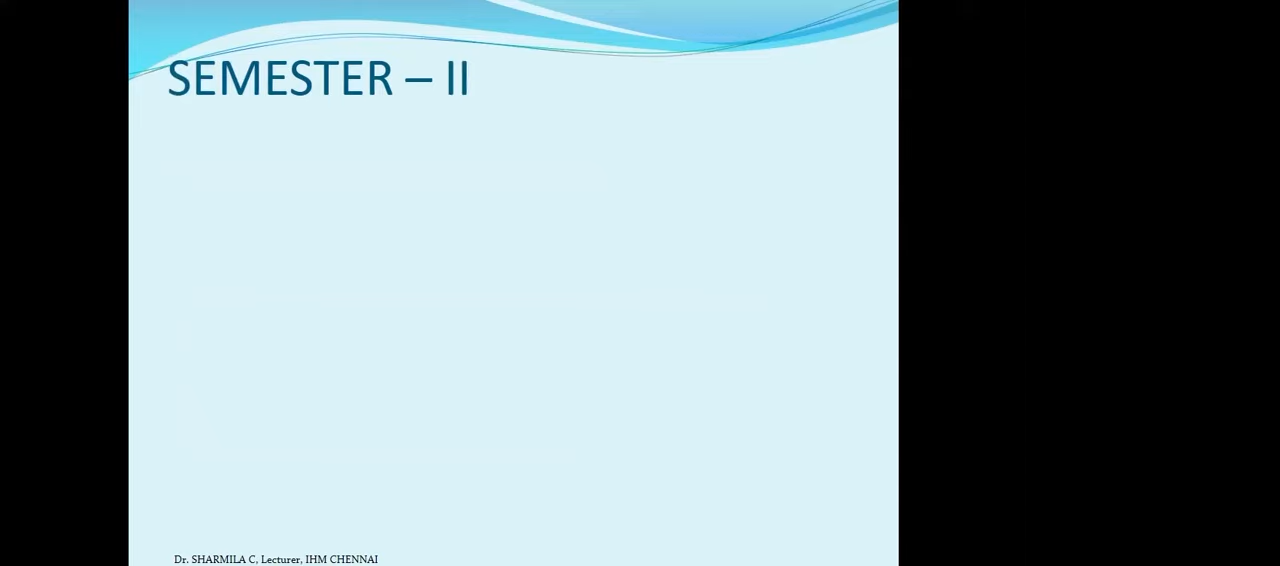 SEMESTER – II
Dr. SHARMILA C, Lecturer, IHM CHENNAI